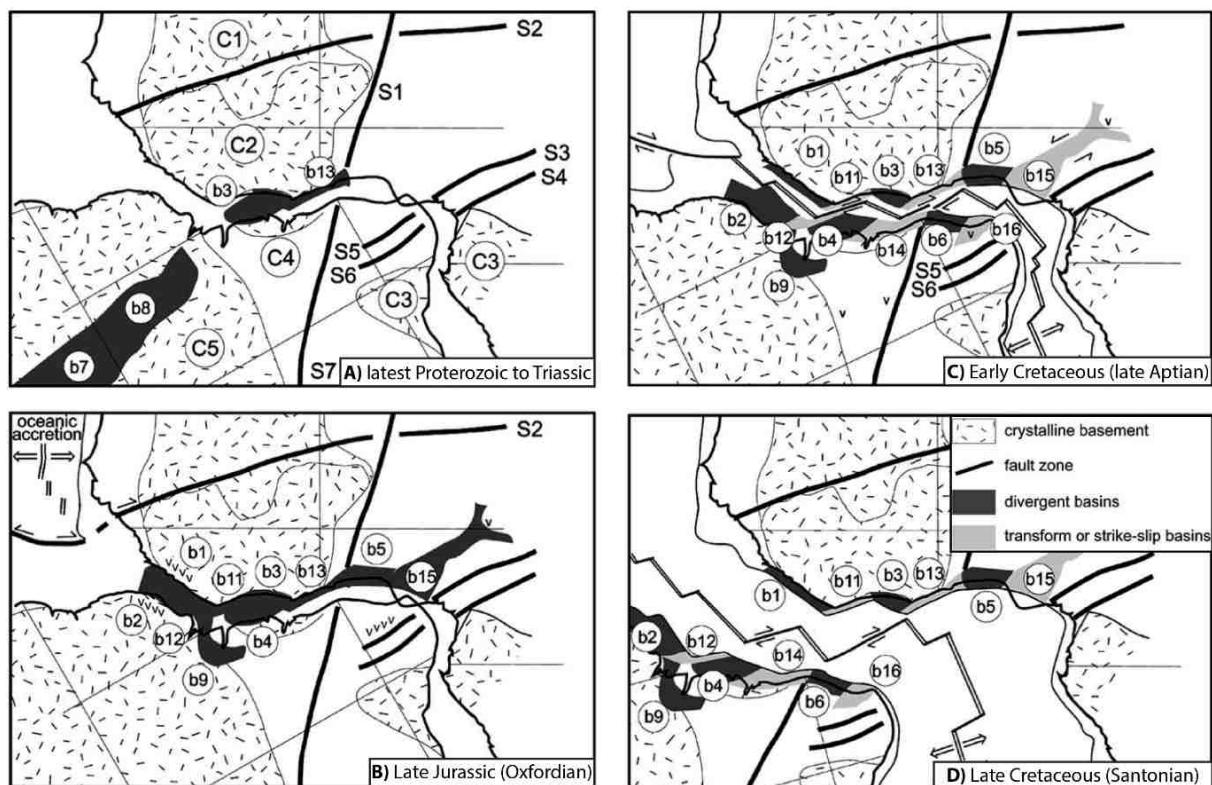 C1
S2
S1
C2
b3
b13
S3
S4
C4
S5
S6
C3
C3
b8
b7
C5
S7
A) latest Proterozoic to Triassic
v
b1
b11
b3
b13
b5
b15
b2
b12
b4
b14
b6
v
b16
b9
S5
S6
v
v
C) Early Cretaceous (late Aptian)
oceanic
accretion
S2
v
b1
vvvv
b11
b3
b13
b5
b15
b2
vvvv
b12
b4
b9
vvvv
B) Late Jurassic (Oxfordian)
crystalline basement
fault zone
divergent basins
transform or strike-slip basins
b1
b11
b3
b13
b15
b5
b2
b12
b14
b16
b4
b6
b9
D) Late Cretaceous (Santonian)